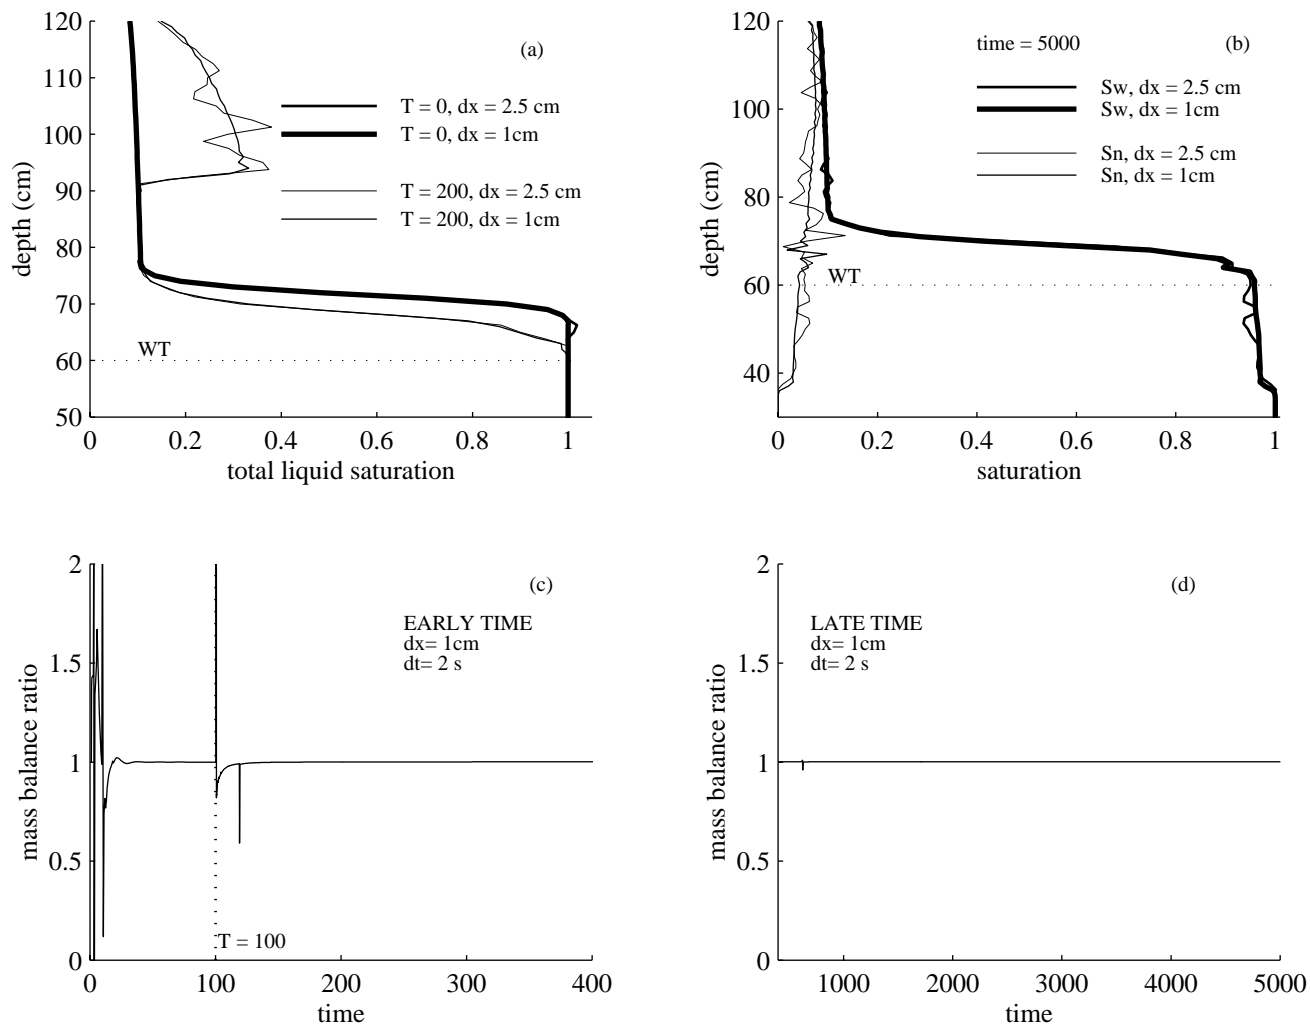 120
110
100
90
80
70
60
50
depth (cm)
(a)
T = 0, dx = 2.5 cm
T = 0, dx = 1cm
T = 200, dx = 2.5 cm
T = 200, dx = 1cm
WT
0 0.2 0.4 0.6 0.8 1
total liquid saturation
120
100
80
60
40
depth (cm)
time = 5000
(b)
Sw, dx = 2.5 cm
Sw, dx = 1cm
Sn, dx = 2.5 cm
Sn, dx = 1cm
WT
0 0.2 0.4 0.6 0.8 1
saturation
2
1.5
1
0.5
0
mass balance ratio
(c)
EARLY TIME
dx= 1cm
dt= 2 s
T = 100
0 100 200 300 400
time
2
1.5
1
0.5
0
mass balance ratio
(d)
LATE TIME
dx= 1cm
dt= 2 s
1000 2000 3000 4000 5000
time